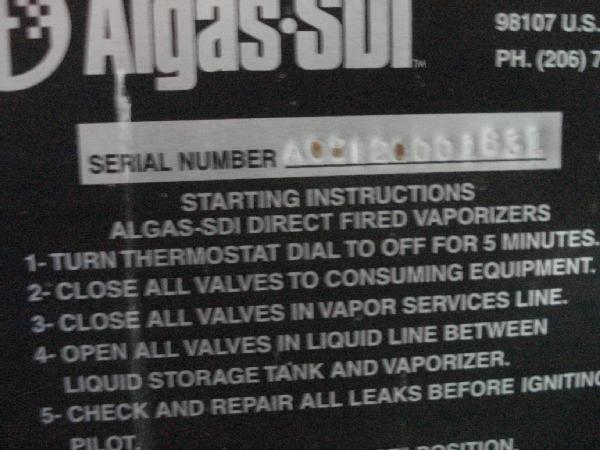 Algas-SDI™
98107 U.S.
PH. (206) 7
SERIAL NUMBER
STARTING INSTRUCTIONS
ALGAS-SDI DIRECT FIRED VAPORIZERS
1- TURN THERMOSTAT DIAL TO OFF FOR 5 MINUTES.
2- CLOSE ALL VALVES TO CONSUMING EQUIPMENT.
3- CLOSE ALL VALVES IN VAPOR SERVICES LINE.
4- OPEN ALL VALVES IN LIQUID LINE BETWEEN
LIQUID STORAGE TANK AND VAPORIZER.
5- CHECK AND REPAIR ALL LEAKS BEFORE IGNITING
PILOT.
POSITION.